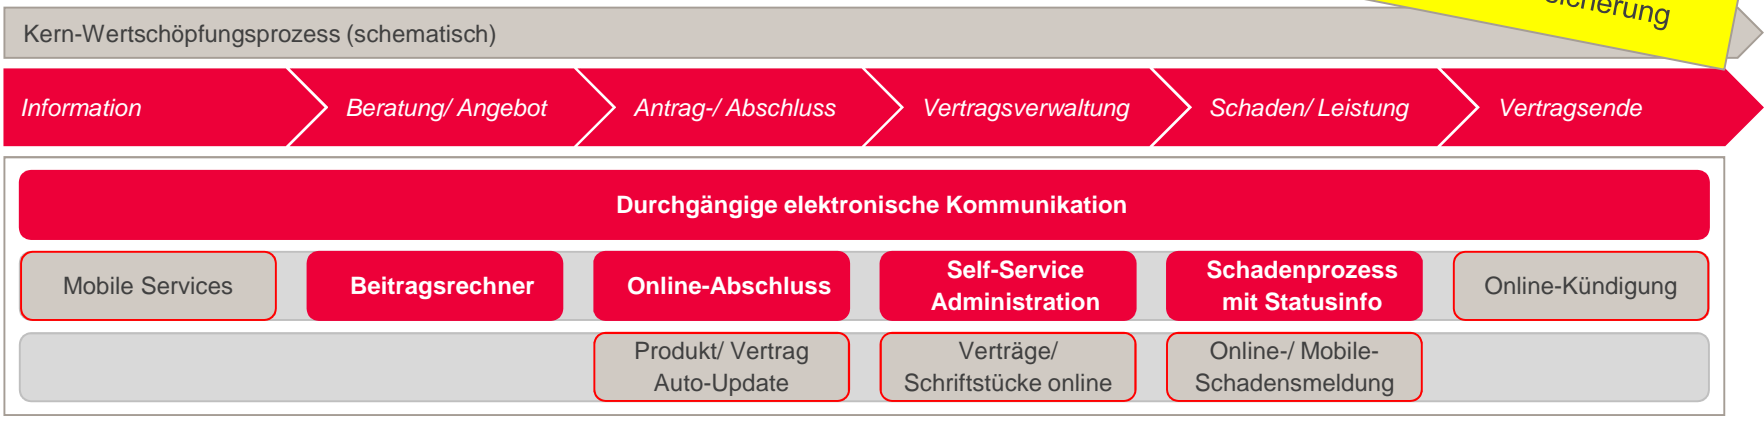 Kern-Wertschöpfungsprozess (schematisch)
Information
Beratung/ Angebot
Antrag-/ Abschluss
Vertragsverwaltung
Schaden/ Leistung
Vertragsende
Durchgängige elektronische Kommunikation
Mobile Services
Beitragsrechner
Online-Abschluss
Self-Service
Administration
Schadenprozess
mit Statusinfo
Online-Kündigung
Produkt/ Vertrag
Auto-Update
Verträge/
Schriftstücke online
Online-/ Mobile-
Schadensmeldung